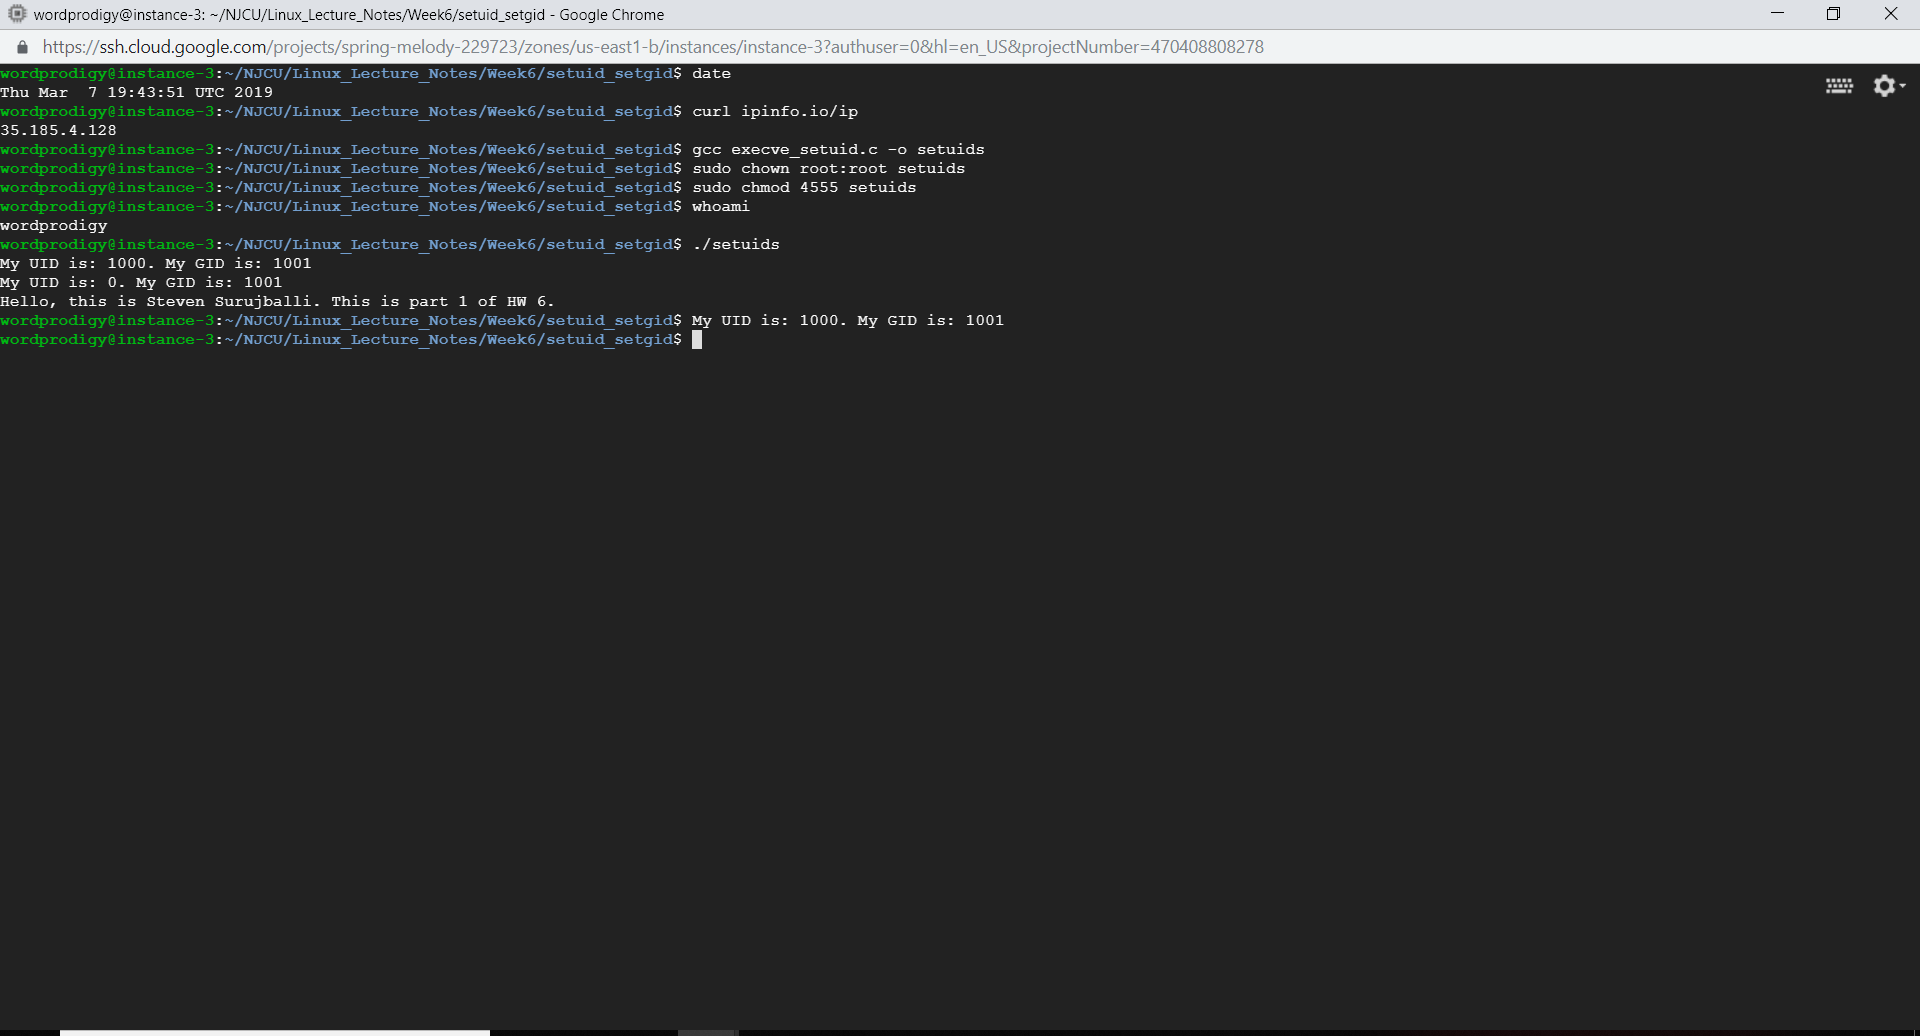 wordprodigy@instance-3: ~/NJCU/Linux_Lecture_Notes/Week6/setuid_setgid - Google Chrome
https://ssh.cloud.google.com/projects/spring-melody-229723/zones/us-east1-b/instances/instance-3?authuser=0&hl=en_US&projectNumber=470408808278
wordprodigy@instance-3:~/NJCU/Linux_Lecture_Notes/Week6/setuid_setgid$ date
Thu Mar  7 19:43:51 UTC 2019
wordprodigy@instance-3:~/NJCU/Linux_Lecture_Notes/Week6/setuid_setgid$ curl ipinfo.io/ip
35.185.4.128
wordprodigy@instance-3:~/NJCU/Linux_Lecture_Notes/Week6/setuid_setgid$ gcc execve_setuid.c -o setuids
wordprodigy@instance-3:~/NJCU/Linux_Lecture_Notes/Week6/setuid_setgid$ sudo chown root:root setuids
wordprodigy@instance-3:~/NJCU/Linux_Lecture_Notes/Week6/setuid_setgid$ sudo chmod 4555 setuids
wordprodigy@instance-3:~/NJCU/Linux_Lecture_Notes/Week6/setuid_setgid$ whoami
wordprodigy
wordprodigy@instance-3:~/NJCU/Linux_Lecture_Notes/Week6/setuid_setgid$ ./setuids
My UID is: 1000. My GID is: 1001
My UID is: 0. My GID is: 1001
Hello, this is Steven Surujballi. This is part 1 of HW 6.
wordprodigy@instance-3:~/NJCU/Linux_Lecture_Notes/Week6/setuid_setgid$ My UID is: 1000. My GID is: 1001
wordprodigy@instance-3:~/NJCU/Linux_Lecture_Notes/Week6/setuid_setgid$